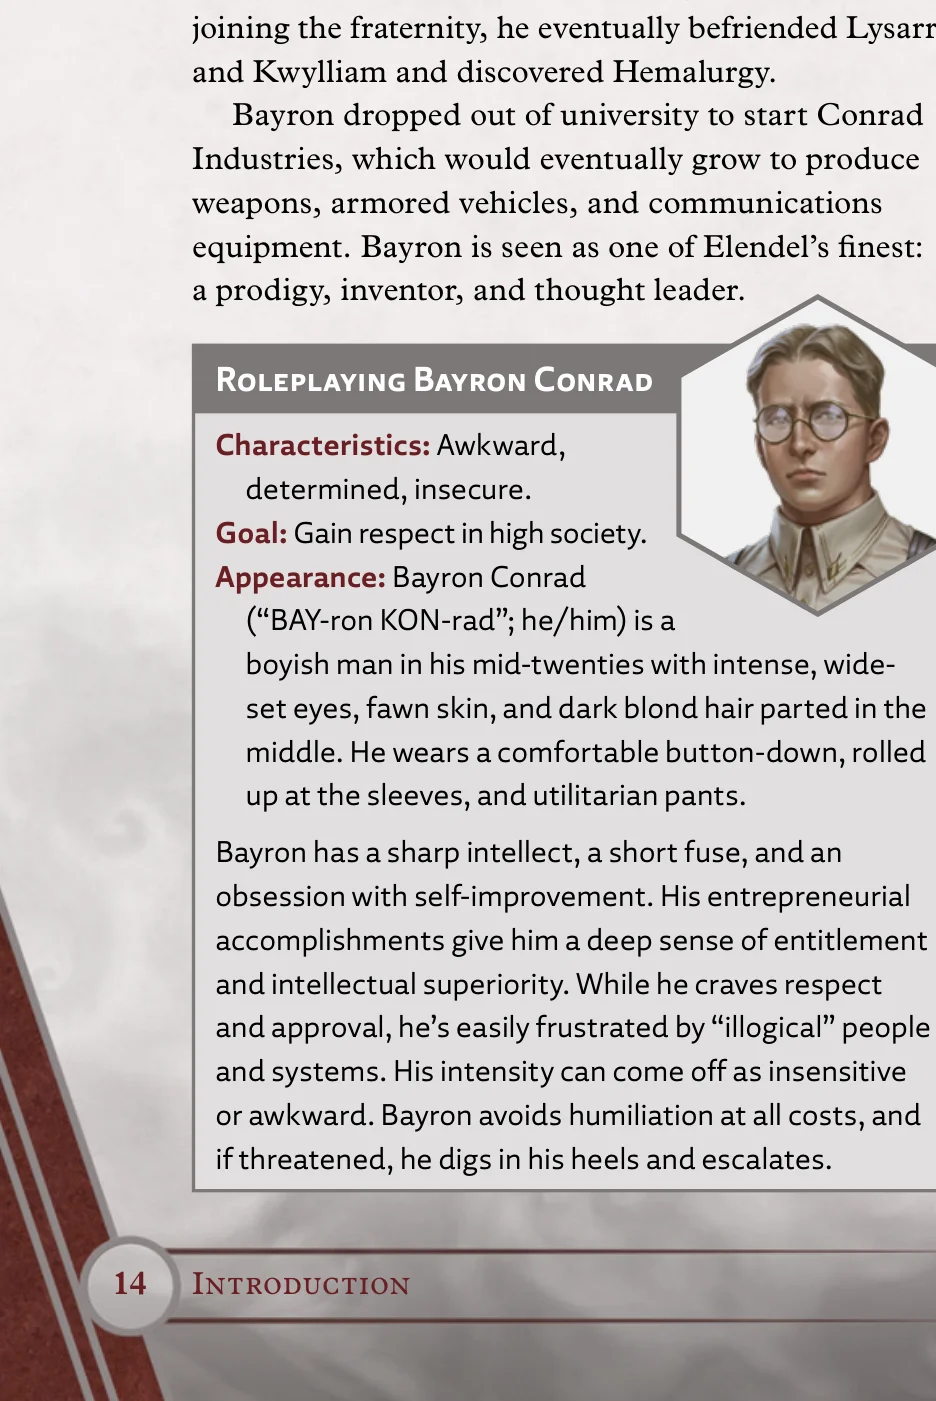 joining the fraternity, he eventually befriended Lysarr
and Kwylliam and discovered Hemalurgy.
Bayron dropped out of university to start Conrad
Industries, which would eventually grow to produce
weapons, armored vehicles, and communications
equipment. Bayron is seen as one of Elendel’s finest:
a prodigy, inventor, and thought leader.
Roleplaying Bayron Conrad
Characteristics: Awkward,
determined, insecure.
Goal: Gain respect in high society.
Appearance: Bayron Conrad
(“BAY-ron KON-rad”; he/him) is a
boyish man in his mid-twenties with intense, wide-
set eyes, fawn skin, and dark blond hair parted in the
middle. He wears a comfortable button-down, rolled
up at the sleeves, and utilitarian pants.
Bayron has a sharp intellect, a short fuse, and an
obsession with self-improvement. His entrepreneurial
accomplishments give him a deep sense of entitlement
and intellectual superiority. While he craves respect
and approval, he’s easily frustrated by “illogical” people
and systems. His intensity can come off as insensitive
or awkward. Bayron avoids humiliation at all costs, and
if threatened, he digs in his heels and escalates.
14 Introduction